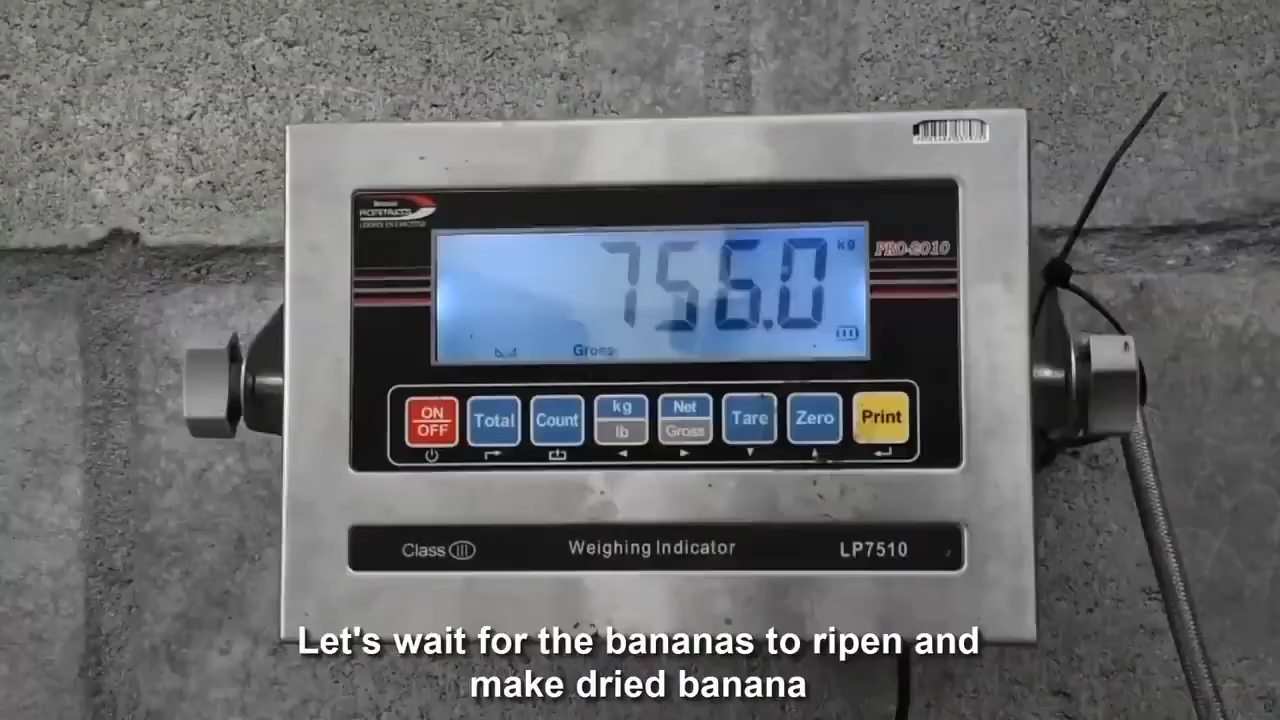 756.0 kg
PRO-2010
Gross
ON
OFF
Total
Count
kg
lb
Net
Gross
Tare
Zero
Print
Class III
Weighing Indicator
LP7510
Let's wait for the bananas to ripen and
make dried banana